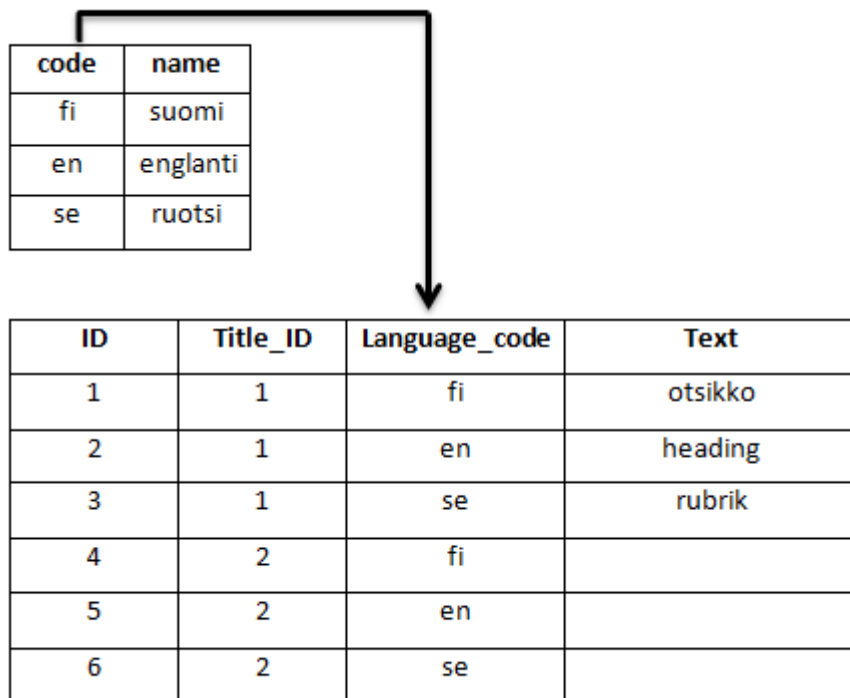 code name
fi suomi
en englanti
se ruotsi
ID Title_ID Language_code Text
1 1 fi otsikko
2 1 en heading
3 1 se rubrik
4 2 fi
5 2 en
6 2 se